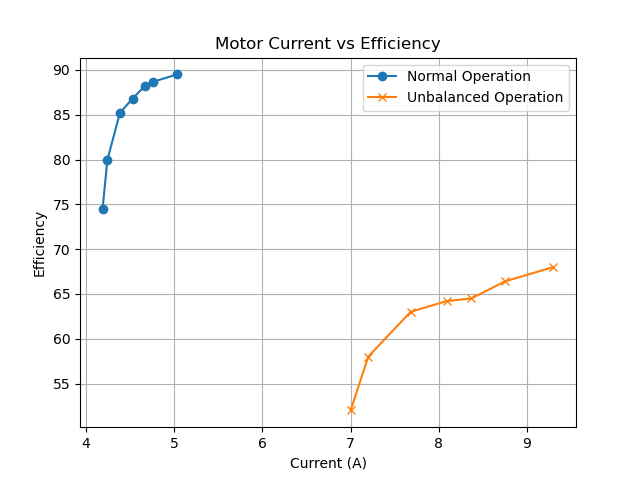 Motor Current vs Efficiency
Normal Operation
Unbalanced Operation
90
85
80
75
70
65
60
55
Efficiency
4 5 6 7 8 9
Current (A)